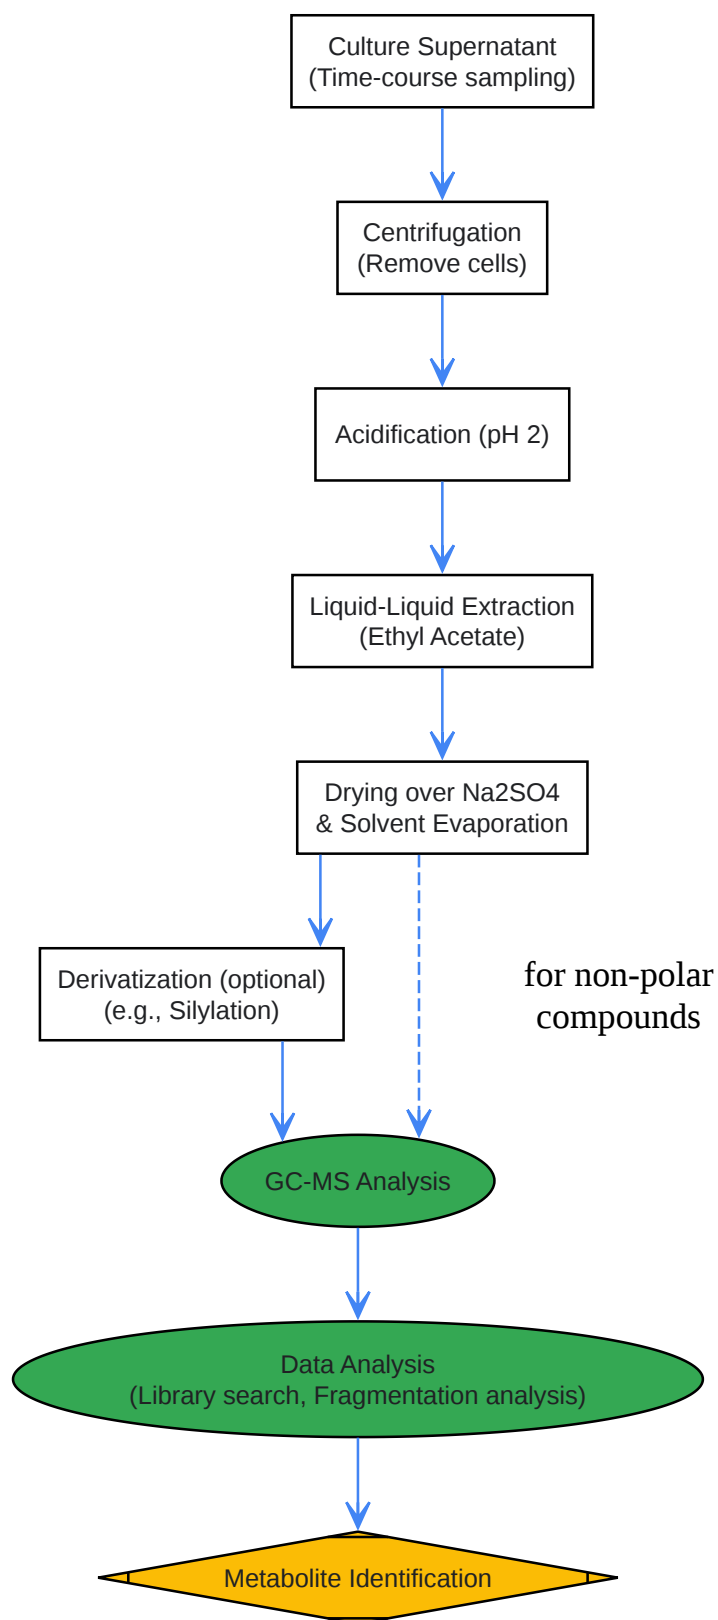 Culture Supernatant
(Time-course sampling)
Centrifugation
(Remove cells)
Acidification (pH 2)
Liquid-Liquid Extraction
(Ethyl Acetate)
Drying over Na2SO4
& Solvent Evaporation
Derivatization (optional)
(e.g., Silylation)
for non-polar
compounds
GC-MS Analysis
Data Analysis
(Library search, Fragmentation analysis)
Metabolite Identification